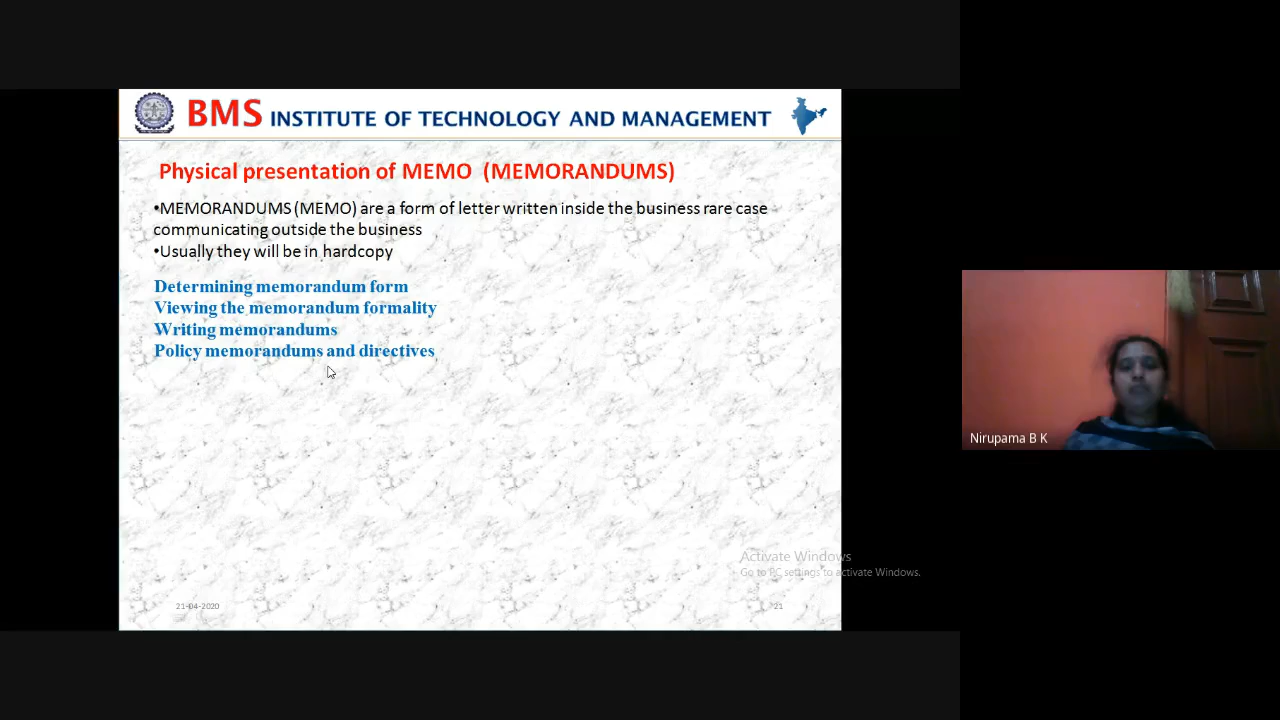 BMS INSTITUTE OF TECHNOLOGY AND MANAGEMENT
Physical presentation of MEMO (MEMORANDUMS)
•MEMORANDUMS (MEMO) are a form of letter written inside the business rare case
communicating outside the business
•Usually they will be in hardcopy
Determining memorandum form
Viewing the memorandum formality
Writing memorandums
Policy memorandums and directives
Nirupama B K
Activate Windows
Go to PC settings to activate Windows.
21-04-2020
21